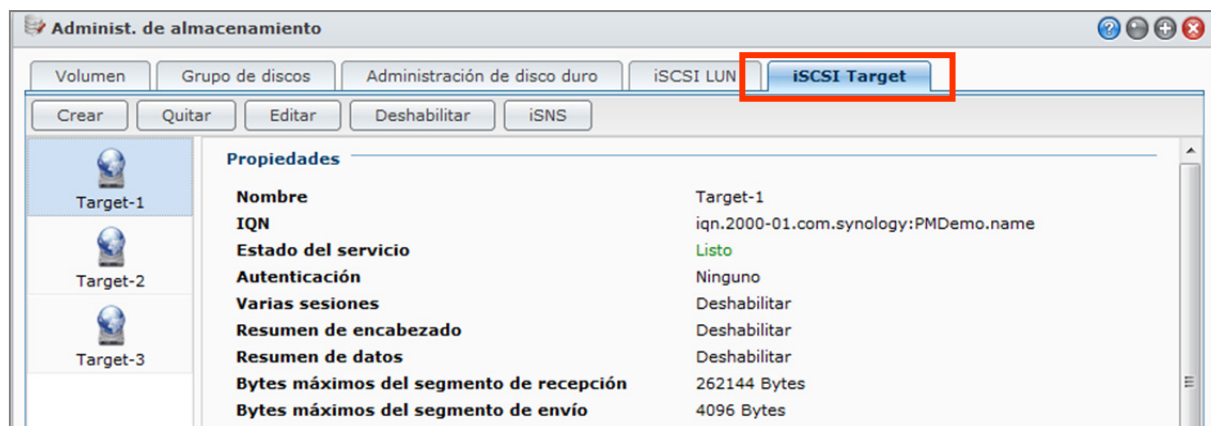 Administ. de almacenamiento
Volumen Grupo de discos Administración de disco duro iSCSI LUN iSCSI Target
Crear Quitar Editar Deshabilitar iSNS
Target-1
Target-2
Target-3
Propiedades
Nombre Target-1
IQN iqn.2000-01.com.synology:PMDemo.name
Estado del servicio Listo
Autenticación Ninguno
Varias sesiones Deshabilitar
Resumen de encabezado Deshabilitar
Resumen de datos Deshabilitar
Bytes máximos del segmento de recepción 262144 Bytes
Bytes máximos del segmento de envío 4096 Bytes